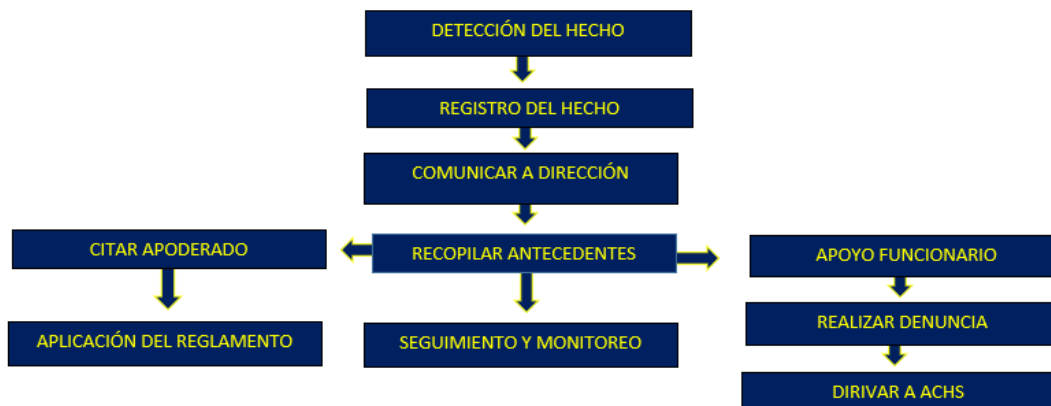 DETECCIÓN DEL HECHO
REGISTRO DEL HECHO
COMUNICAR A DIRECCIÓN
CITAR APODERADO
RECOPILAR ANTECEDENTES
APOYO FUNCIONARIO
APLICACIÓN DEL REGLAMENTO
SEGUIMIENTO Y MONITOREO
REALIZAR DENUNCIA
DIRIVAR A ACHS